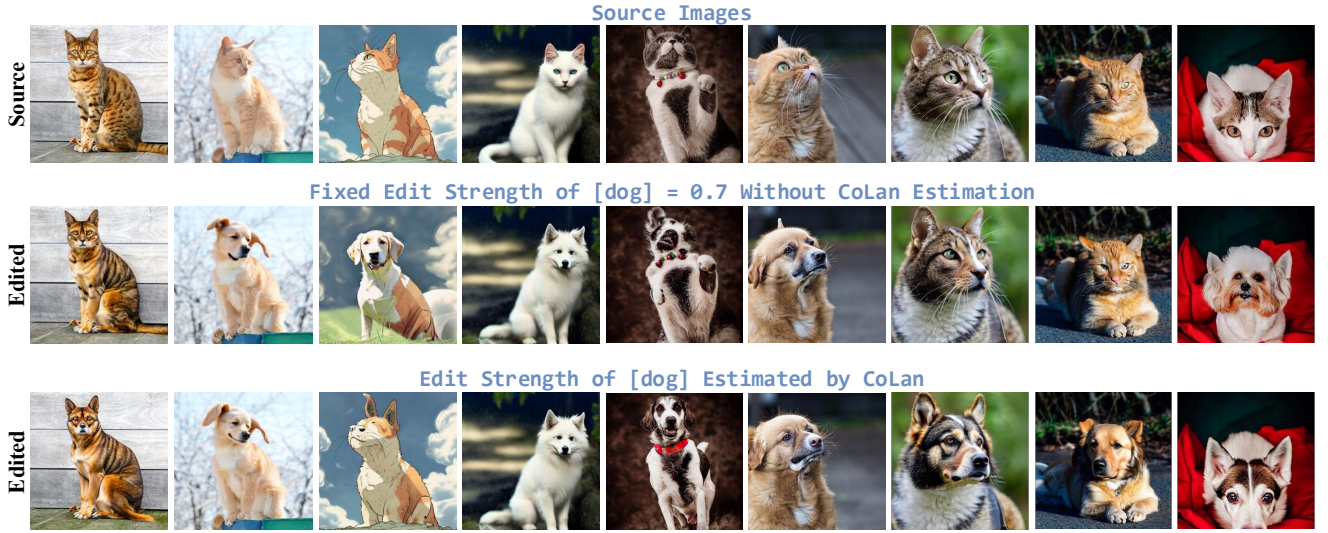 Source Images
Source
Fixed Edit Strength of [dog] = 0.7 Without CoLan Estimation
Edited
Edit Strength of [dog] Estimated by CoLan
Edited